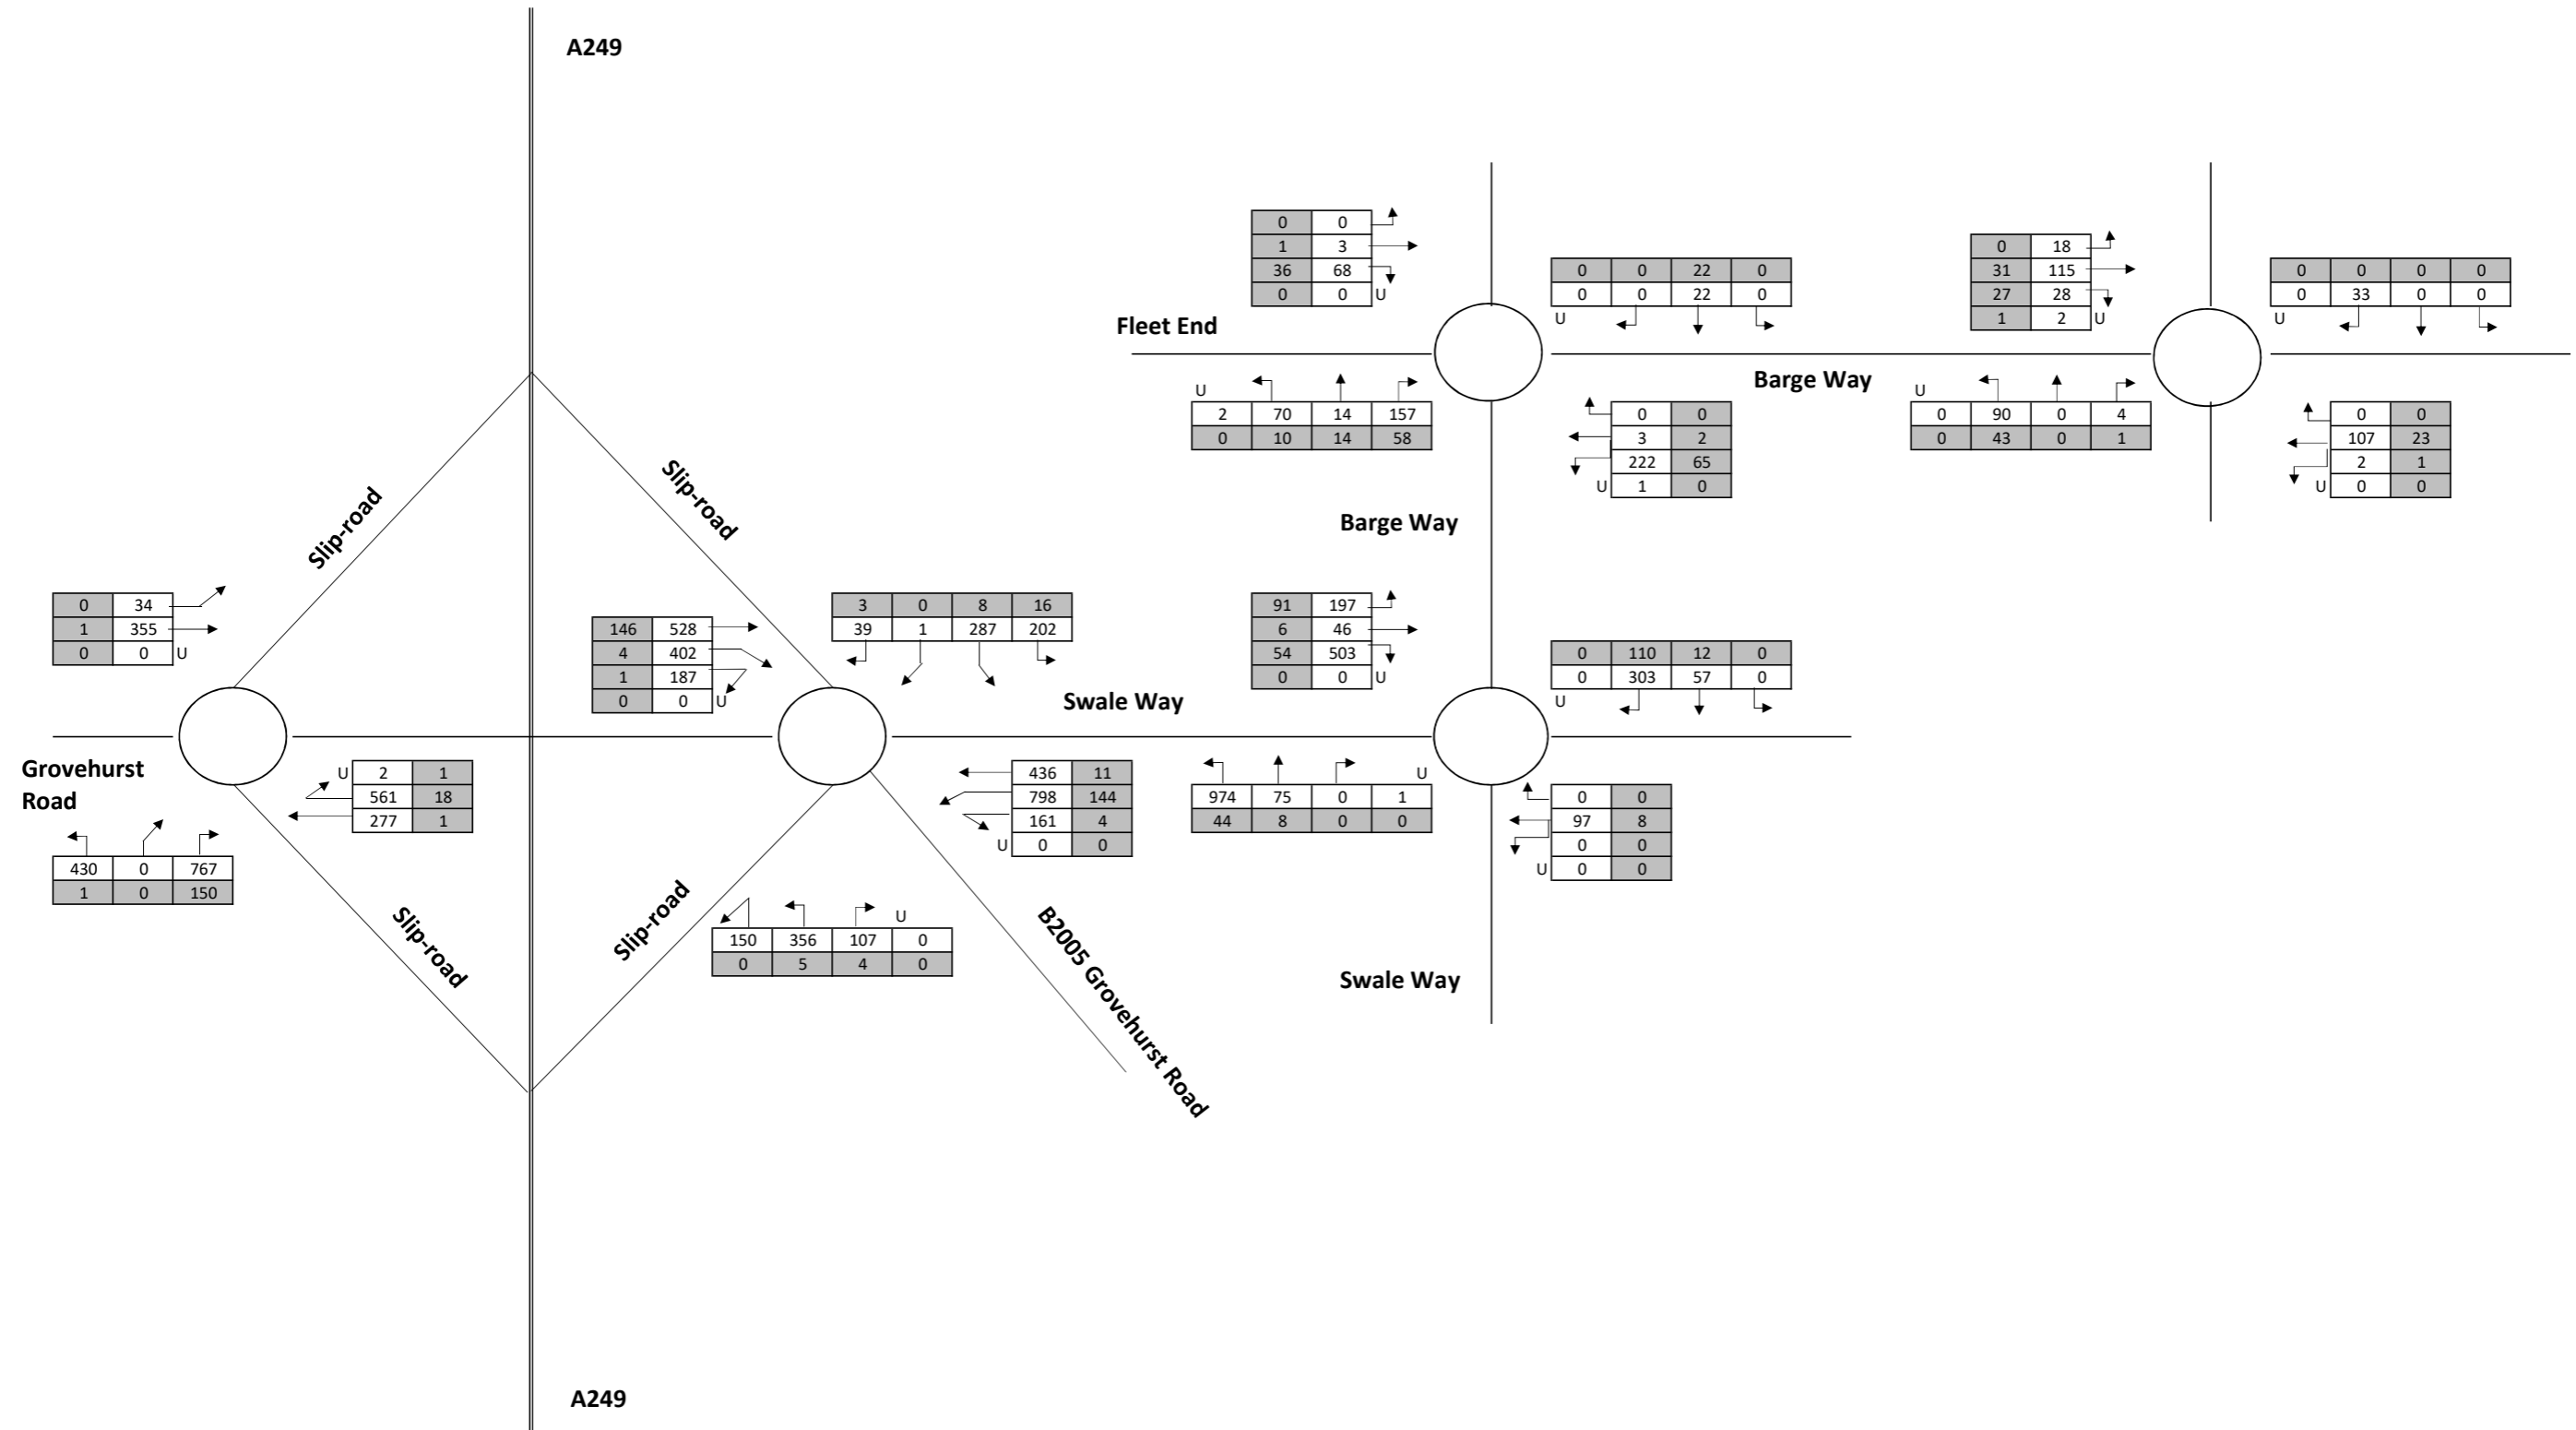 A249
0 0
1 3
36 68
0 0 U
0 0 22 0
0 0 22 0
U
0 18
31 115
27 28
1 2 U
0 0 0 0
0 33 0 0
U
Fleet End
Barge Way
U
2 70 14 157
0 10 14 58
0 0
3 2
222 65
U 1 0
U
0 90 0 4
0 43 0 1
0 0
107 23
2 1
U 0 0
Slip-road
Slip-road
Barge Way
0 34
1 355
0 0 U
146 528
4 402
1 187
0 0 U
3 0 8 16
39 1 287 202
91 197
6 46
54 503
0 0 U
0 110 12 0
0 303 57 0
U
Swale Way
Grovehurst
Road
U 2 1
561 18
277 1
430 0 767
1 0 150
436 11
798 144
161 4
U 0 0
U
974 75 0 1
44 8 0 0
0 0
97 8
0 0
U 0 0
Slip-road
Slip-road
U
150 356 107 0
0 5 4 0
B2005 Grovehurst Road
Swale Way
A249